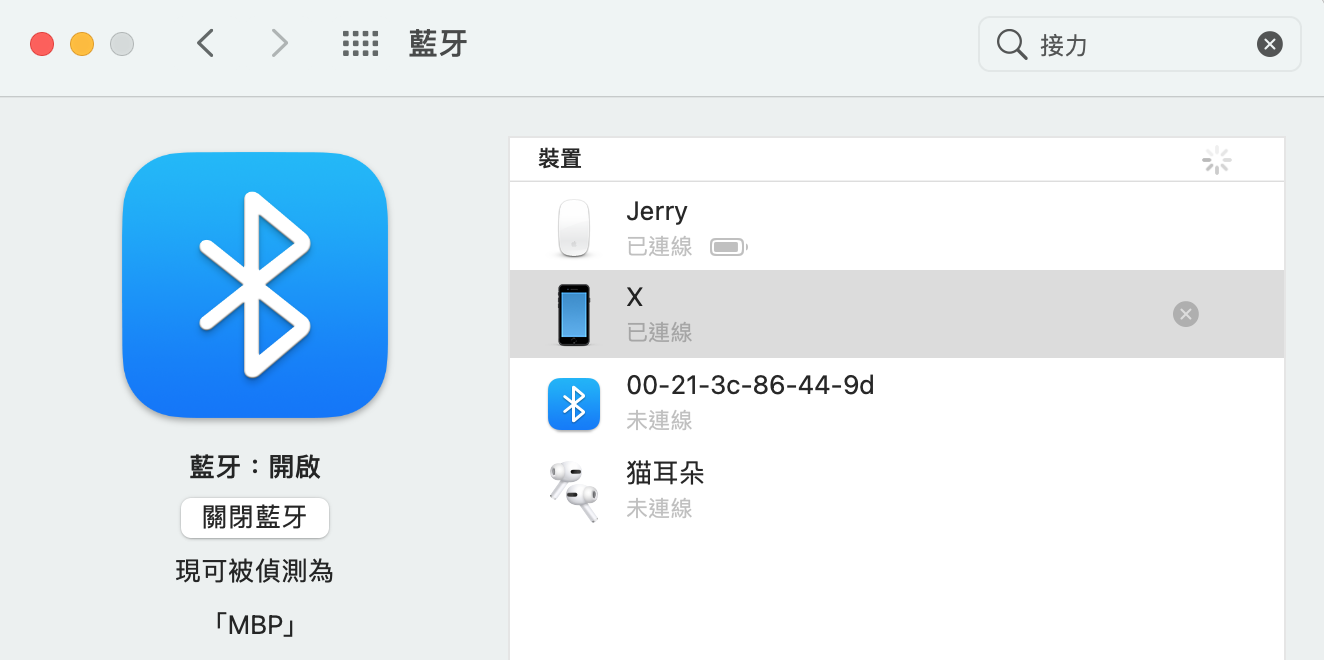 藍牙
接力
裝置
Jerry
已連線
X
已連線
00-21-3c-86-44-9d
未連線
猫耳朵
未連線
藍牙：開啟
關閉藍牙
現可被偵測為
「MBP」